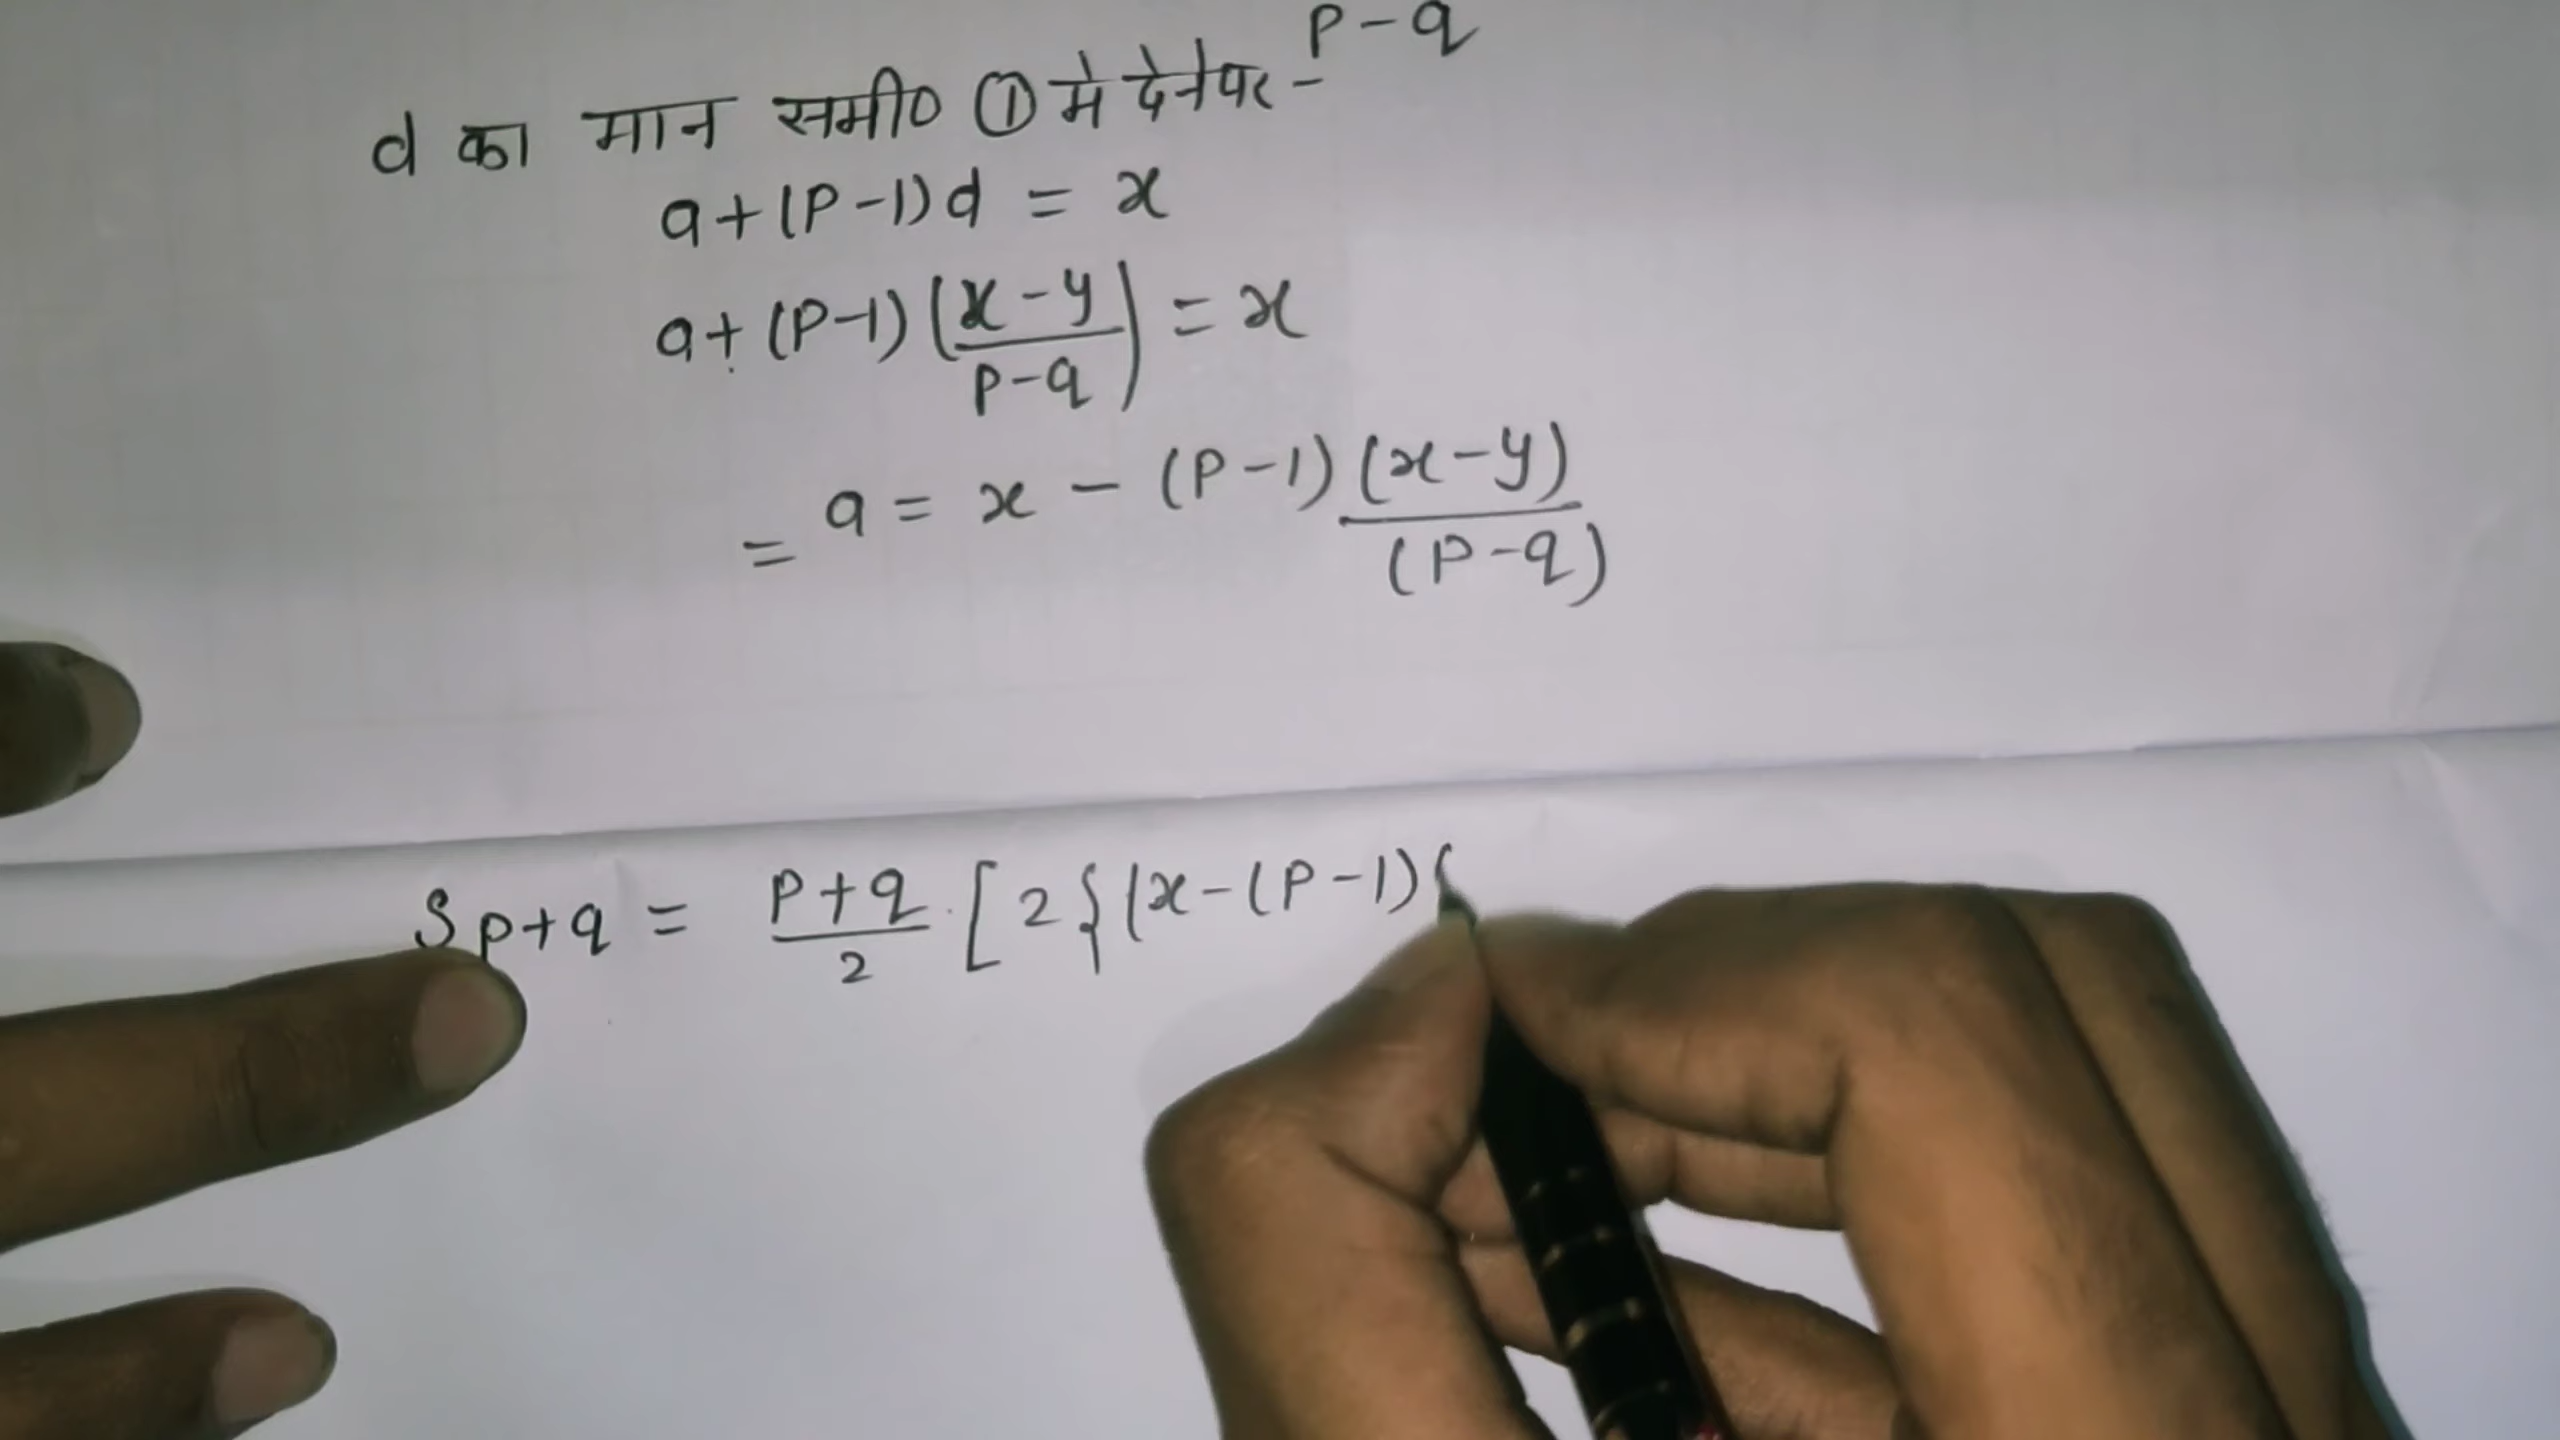 P-q
d का मान समी० ① मे देनेपर -
a+(P-1)d = x
a+(P-1)(x-y/p-q) = x
= a = x - (P-1)(x-y)/(P-q)
Sp+q = P+q/2 [2{(x-(P-1)(